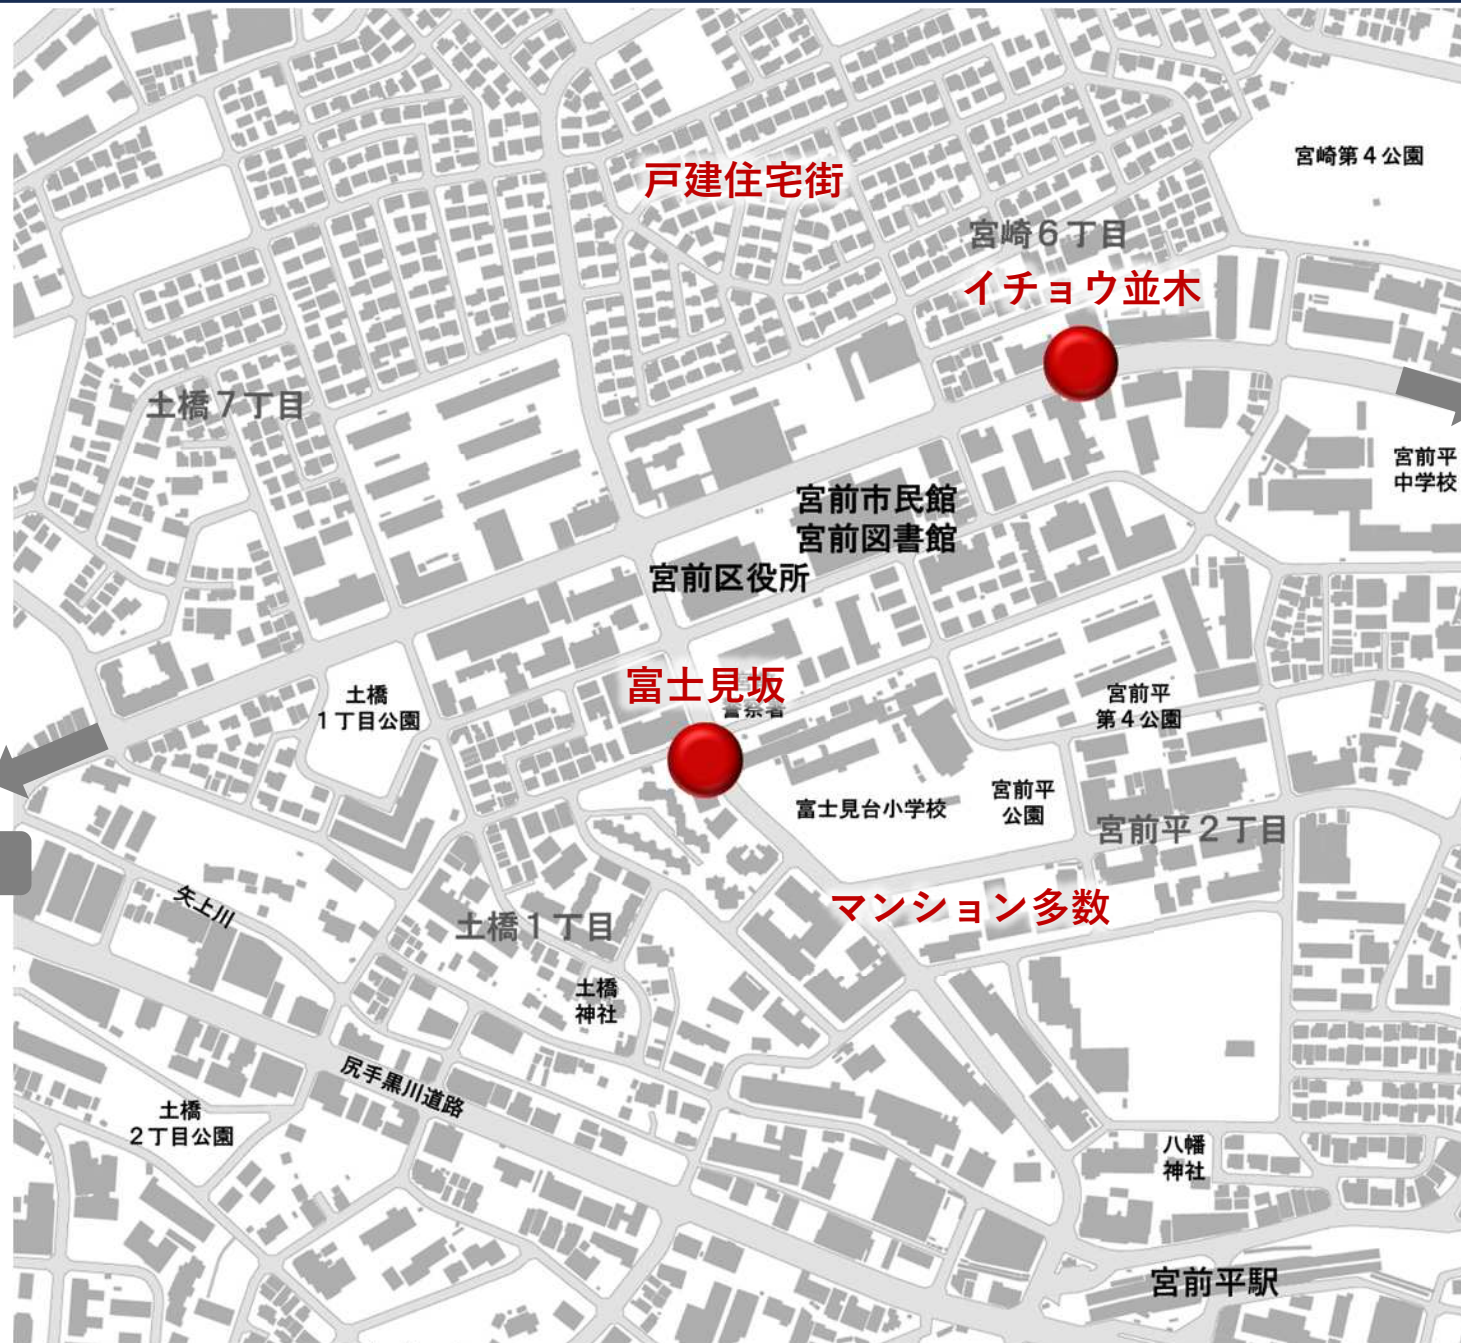 宮崎第４公園
戸建住宅街
宮崎６丁目
イチョウ並木
土橋７丁目
宮前平
中学校
宮前市民館
宮前図書館
宮前区役所
富士見坂
警察署
土橋
１丁目公園
宮前平
第４公園
宮前平
公園
富士見台小学校
宮前平２丁目
マンション多数
矢上川
土橋１丁目
土橋
神社
尻手黒川道路
土橋
２丁目公園
八幡
神社
宮前平駅